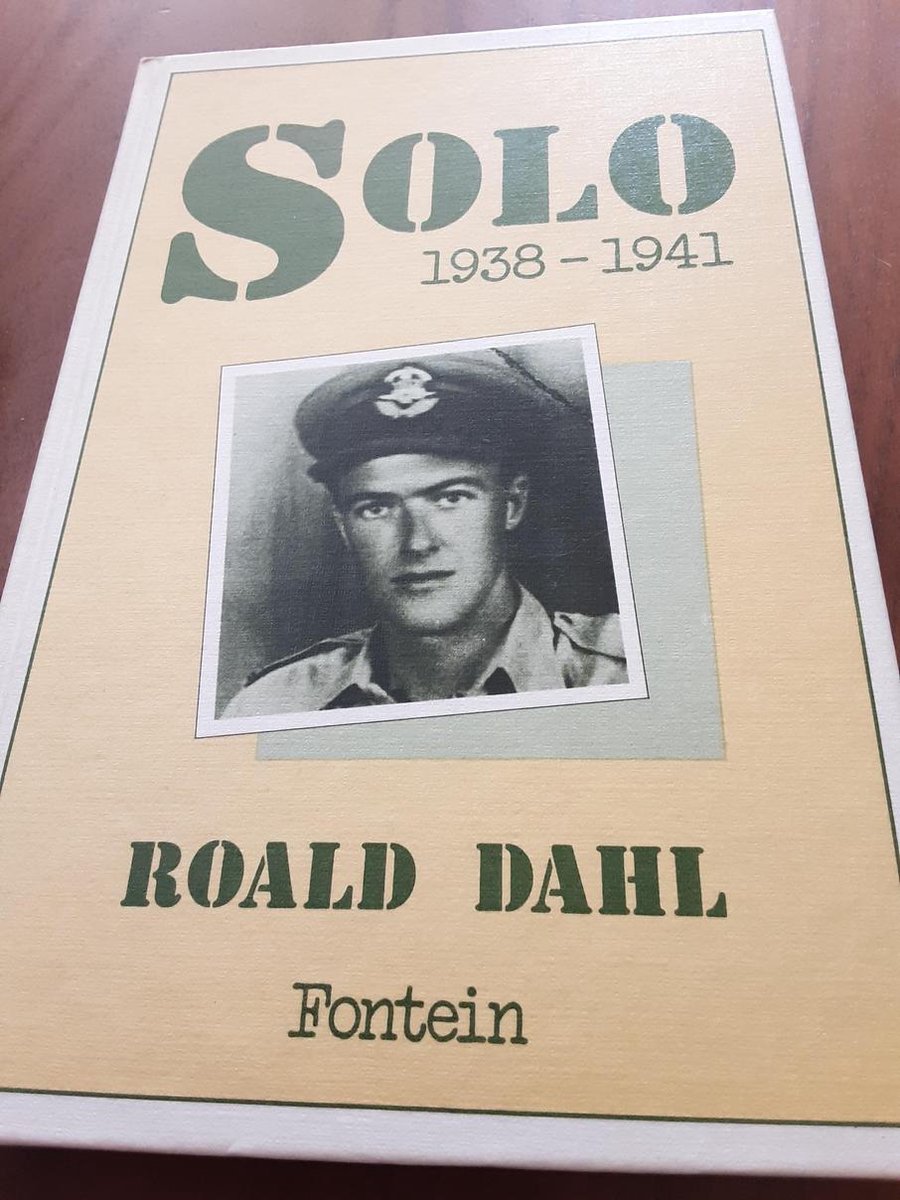 SOLO
1938 – 1941
ROALD DAHL
Fontein